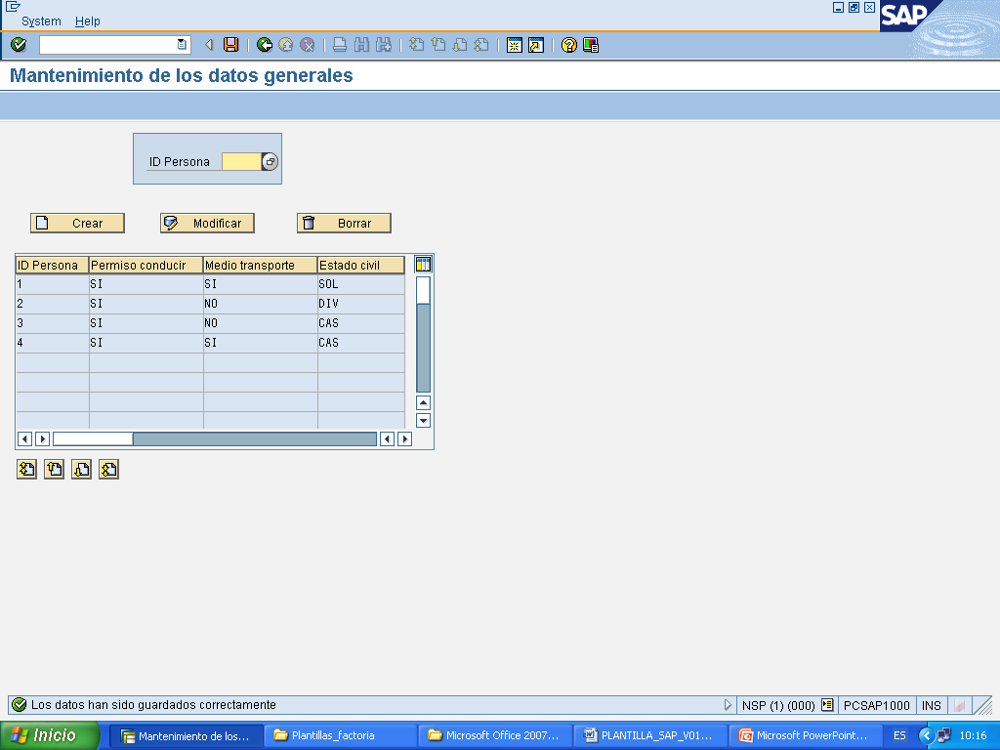 System Help
SAP
Mantenimiento de los datos generales
ID Persona
Crear Modificar Borrar
ID Persona Permiso conducir Medio transporte Estado civil
1 SI SI SOL
2 SI NO DIV
3 SI NO CAS
4 SI SI CAS
Los datos han sido guardados correctamente NSP (1) (000) PCSAP1000 INS
Inicio Mantenimiento de los... Plantillas_factoria Microsoft Office 2007... PLANTILLA_SAP_V01... Microsoft PowerPoint... ES 10:16